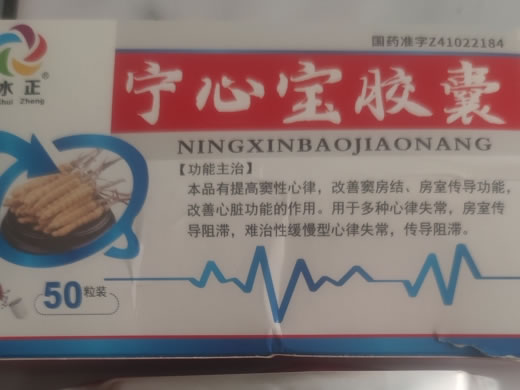 国药准字Z41022184
水正
Shui Zheng
宁心宝胶囊
NINGXINBAOJIAONANG
【功能主治】
本品有提高窦性心律，改善窦房结、房室传导功能，
改善心脏功能的作用。用于多种心律失常，房室传
导阻滞，难治性缓慢型心律失常，传导阻滞。
50粒装